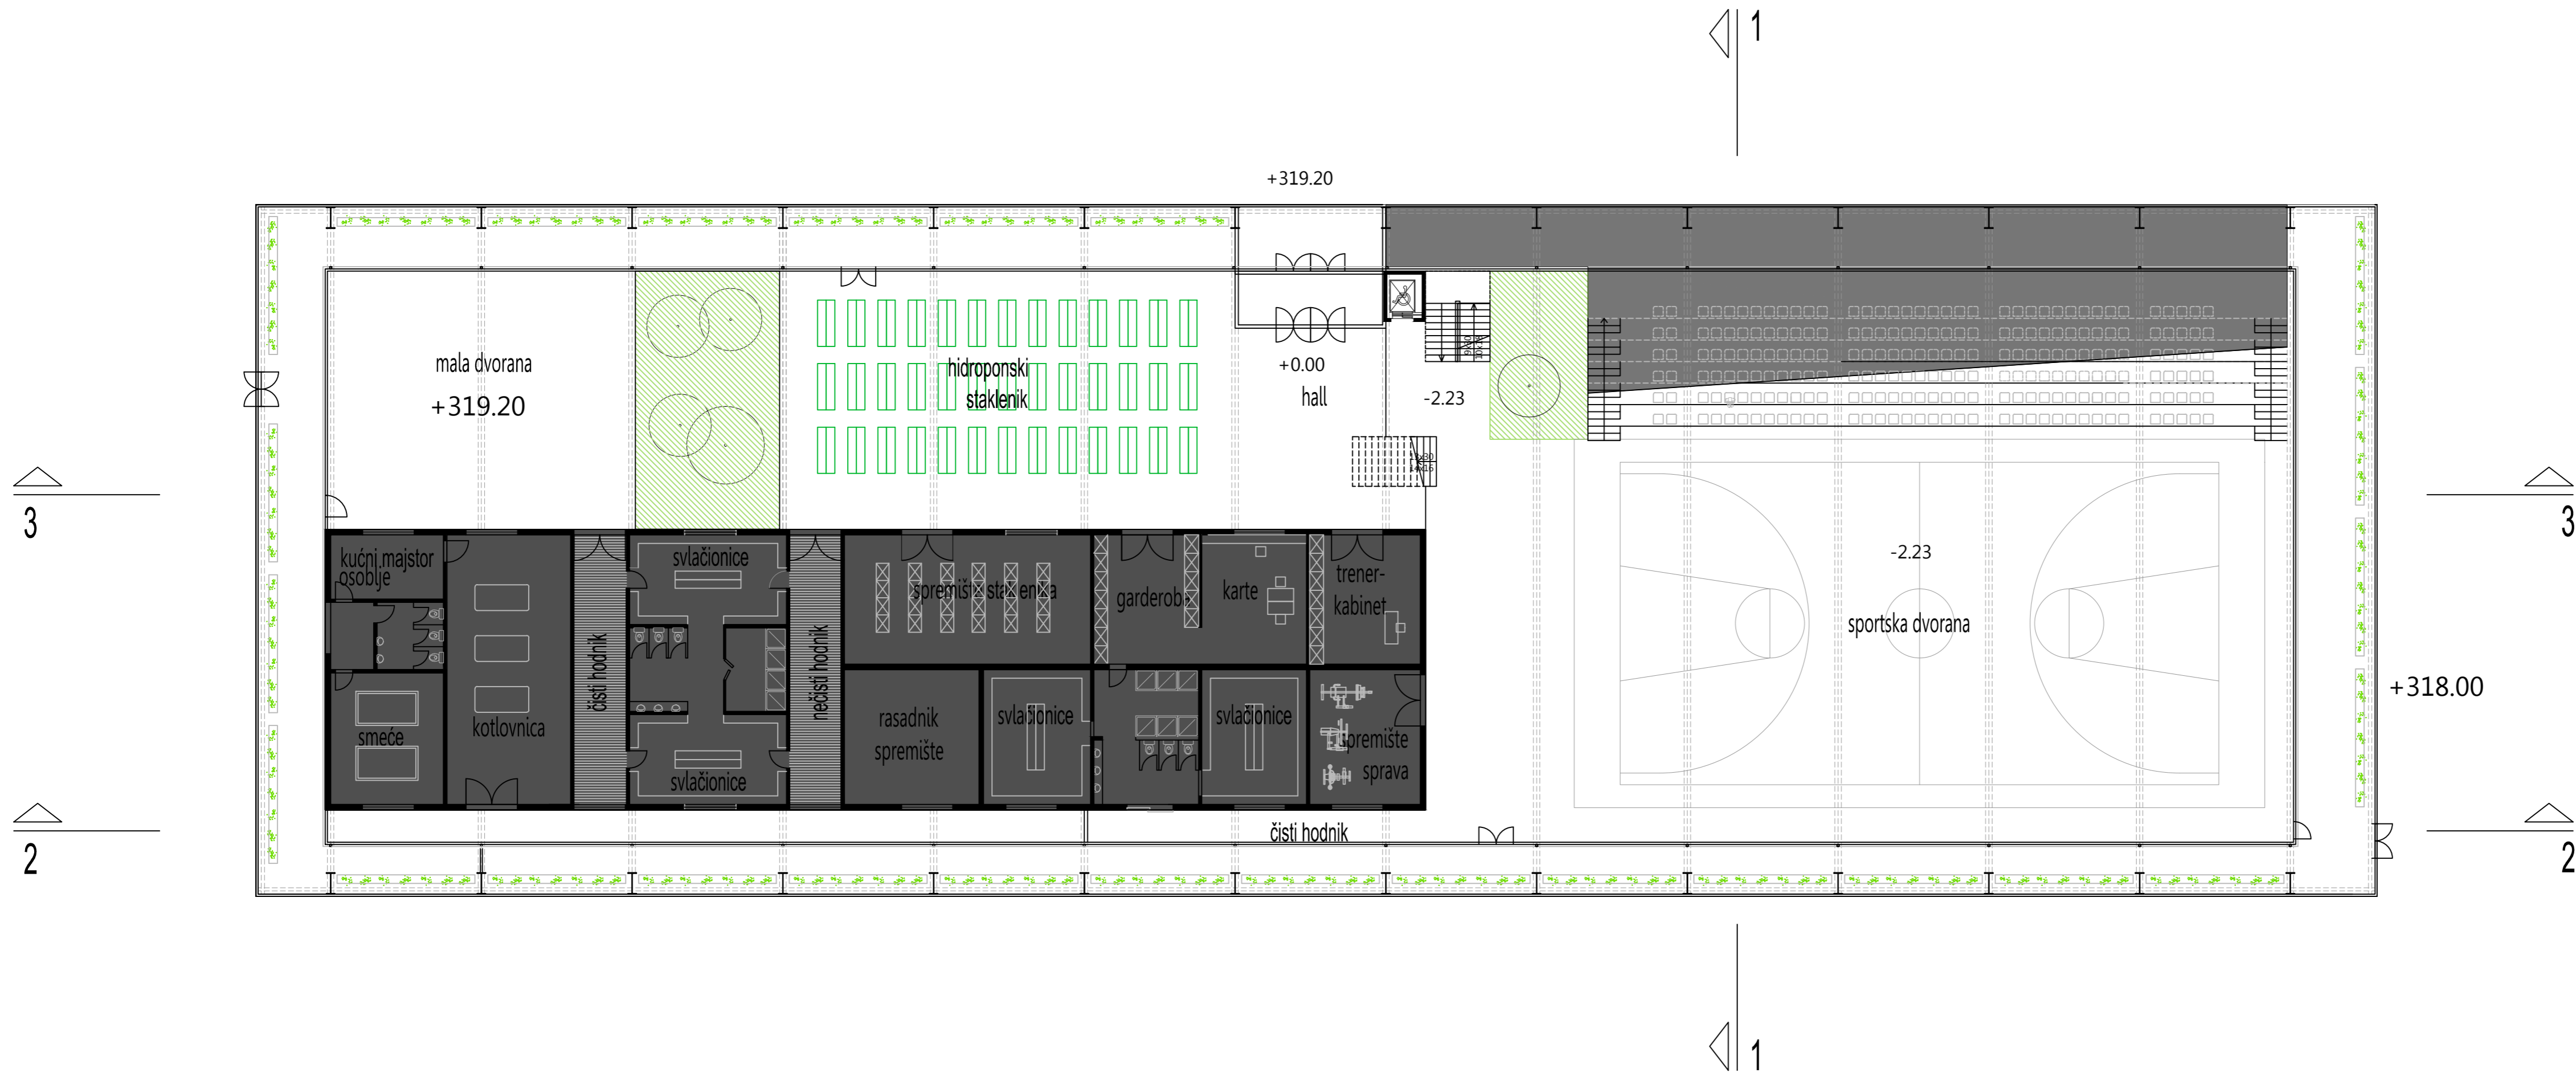 1
+319.20
mala dvorana
+319.20
hidroponski
staklenik
+0.00
hall
-2.23
3
3
-2.23
sportska dvorana
+318.00
kućni majstor
osoblje
smeće
kotlovnica
čisti hodnik
svlačionice
svlačionice
nečisti hodnik
spremište staklenika
garderoba
karte
trener-
kabinet
rasadnik
spremište
svlačionice
svlačionice
spremište
sprava
čisti hodnik
2
2
1